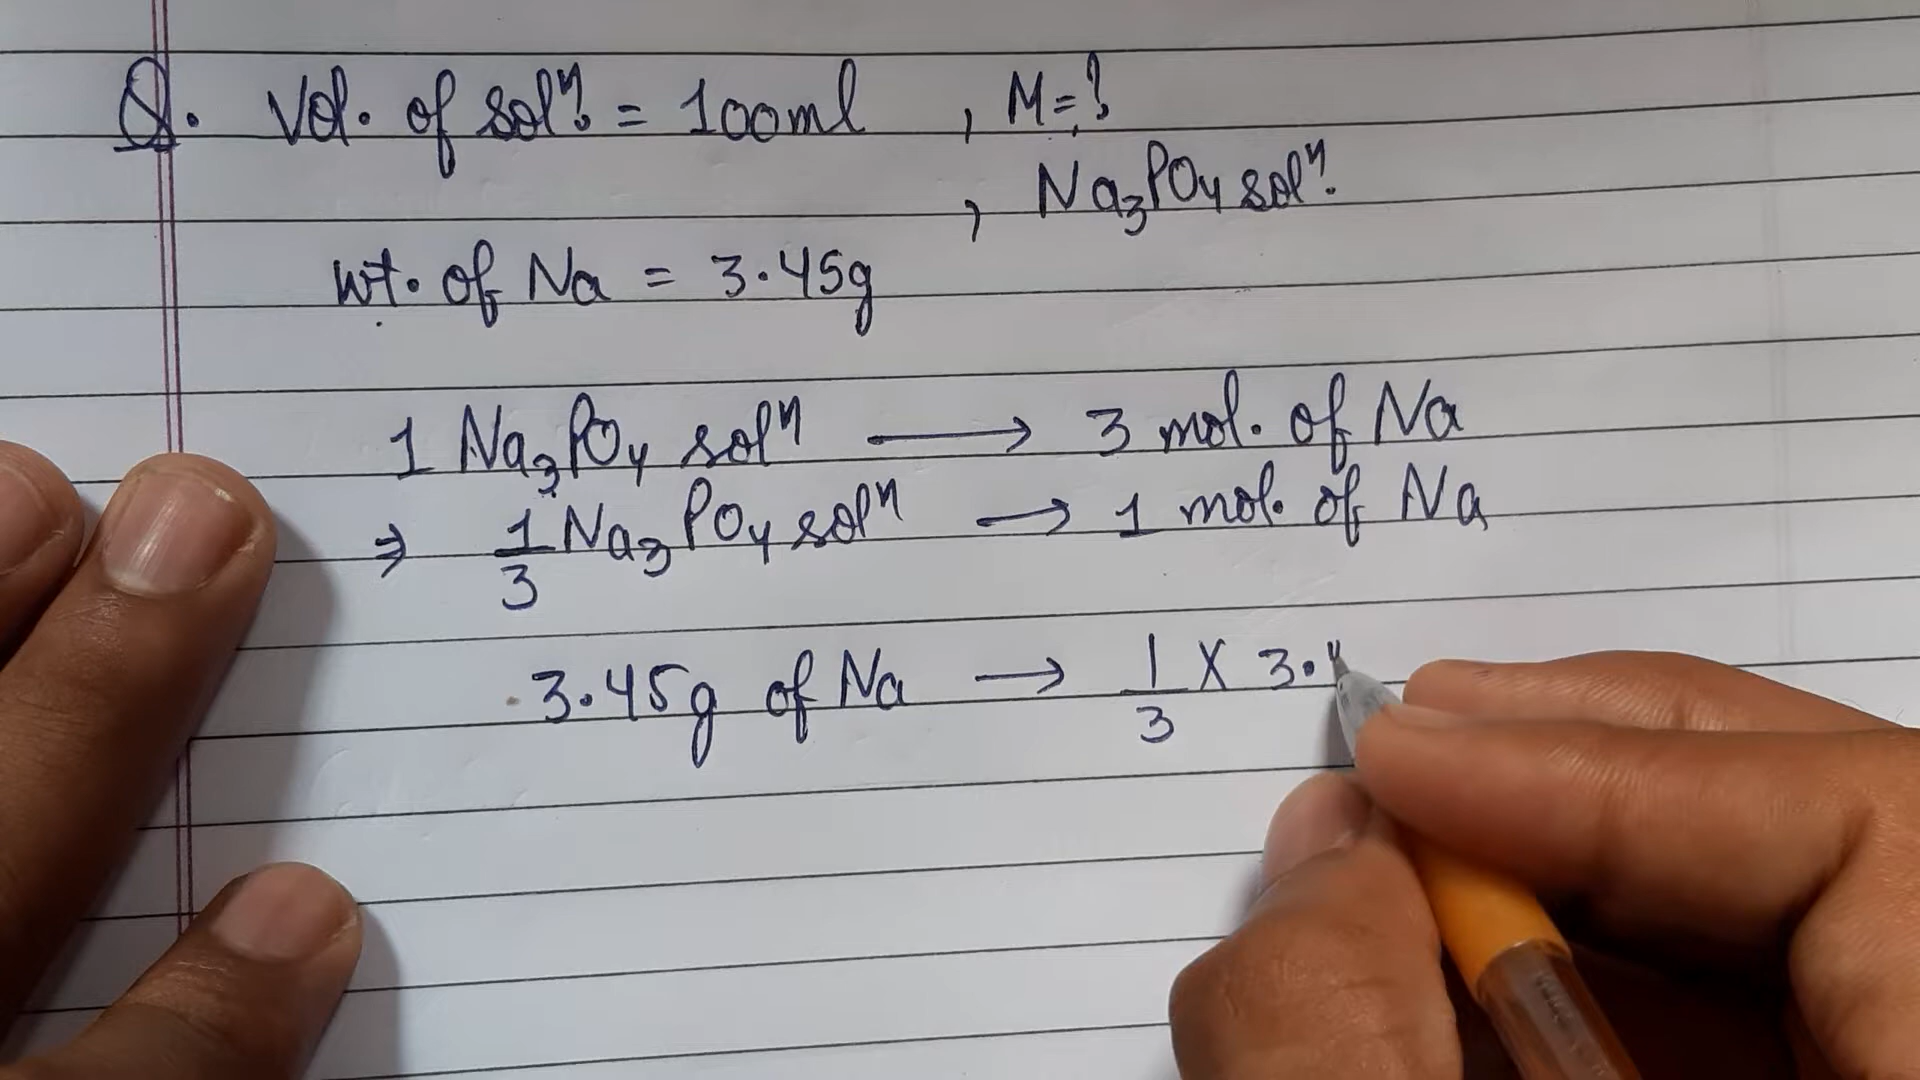 Q. Vol. of solⁿ. = 100ml , M = ?
, Na₃PO₄ solⁿ.
wt. of Na = 3.45g
1 Na₃PO₄ solⁿ → 3 mol. of Na
⇒ 1/3 Na₃PO₄ solⁿ → 1 mol. of Na
3.45g of Na → 1/3 X 3.